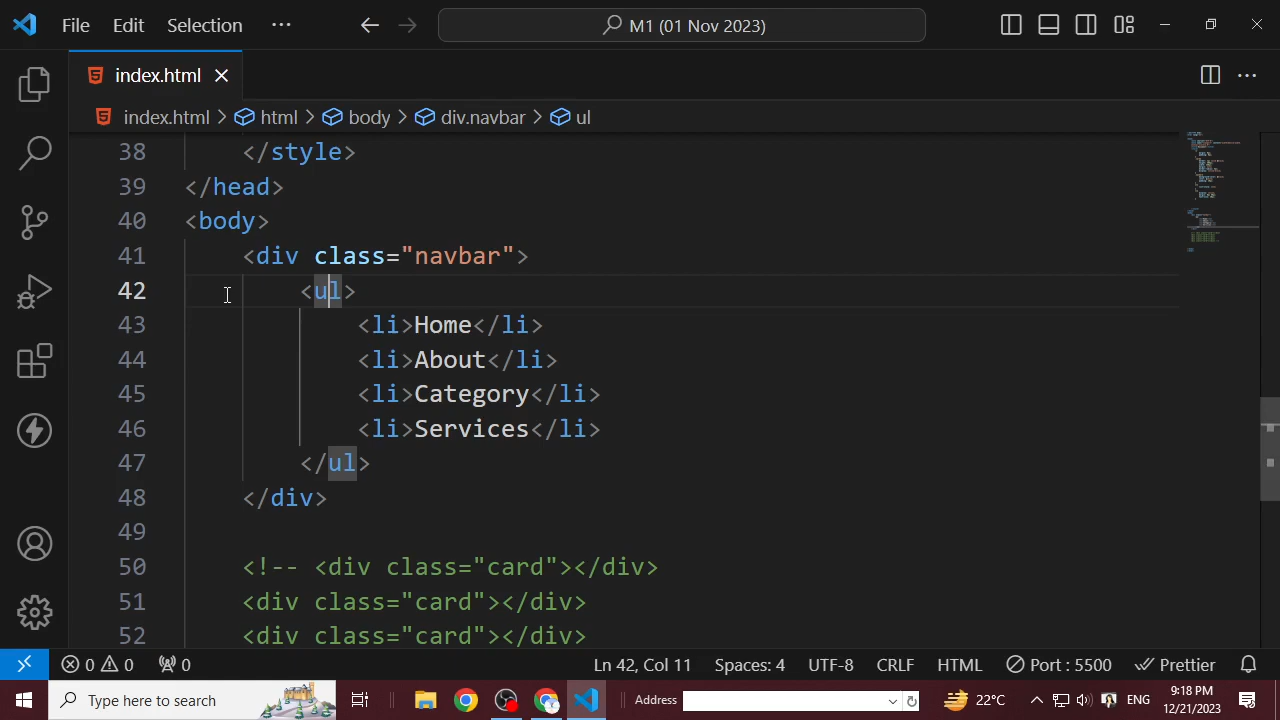 File Edit Selection ··· M1 (01 Nov 2023)
index.html
index.html > html > body > div.navbar > ul
38 </style>
39 </head>
40 <body>
41 <div class="navbar">
42 <ul>
43 <li>Home</li>
44 <li>About</li>
45 <li>Category</li>
46 <li>Services</li>
47 </ul>
48 </div>
49
50 <!-- <div class="card"></div>
51 <div class="card"></div>
52 <div class="card"></div>
0 0 0 Ln 42, Col 11 Spaces: 4 UTF-8 CRLF HTML Port : 5500 Prettier
Type here to search Address 22°C ENG 9:18 PM
12/21/2023